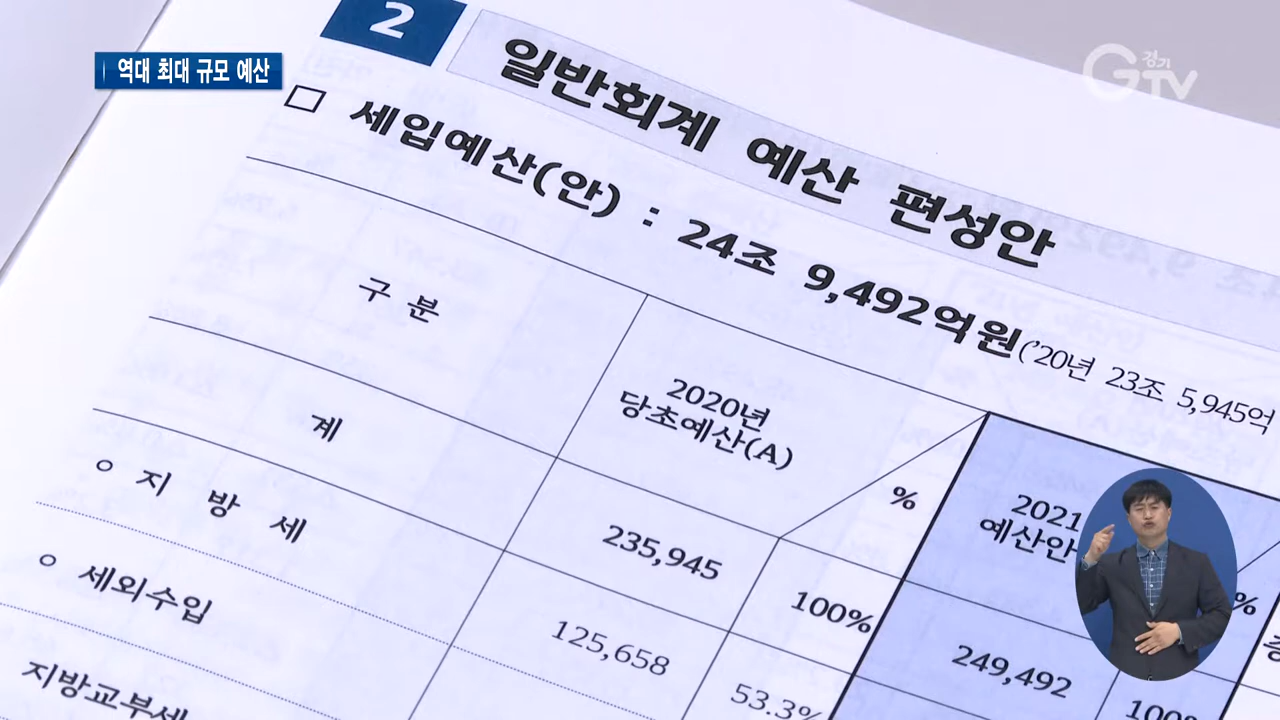 역대 최대 규모 예산
경기
GTV
2
일반회계 예산 편성안
□ 세입예산(안) : 24조 9,492억원('20년 23조 5,945억
구 분
2020년
당초예산(A)
%
2021
예산안
%
계
235,945
100%
249,492
100%
○ 지 방 세
125,658
53.3%
○ 세외수입
지방교부세